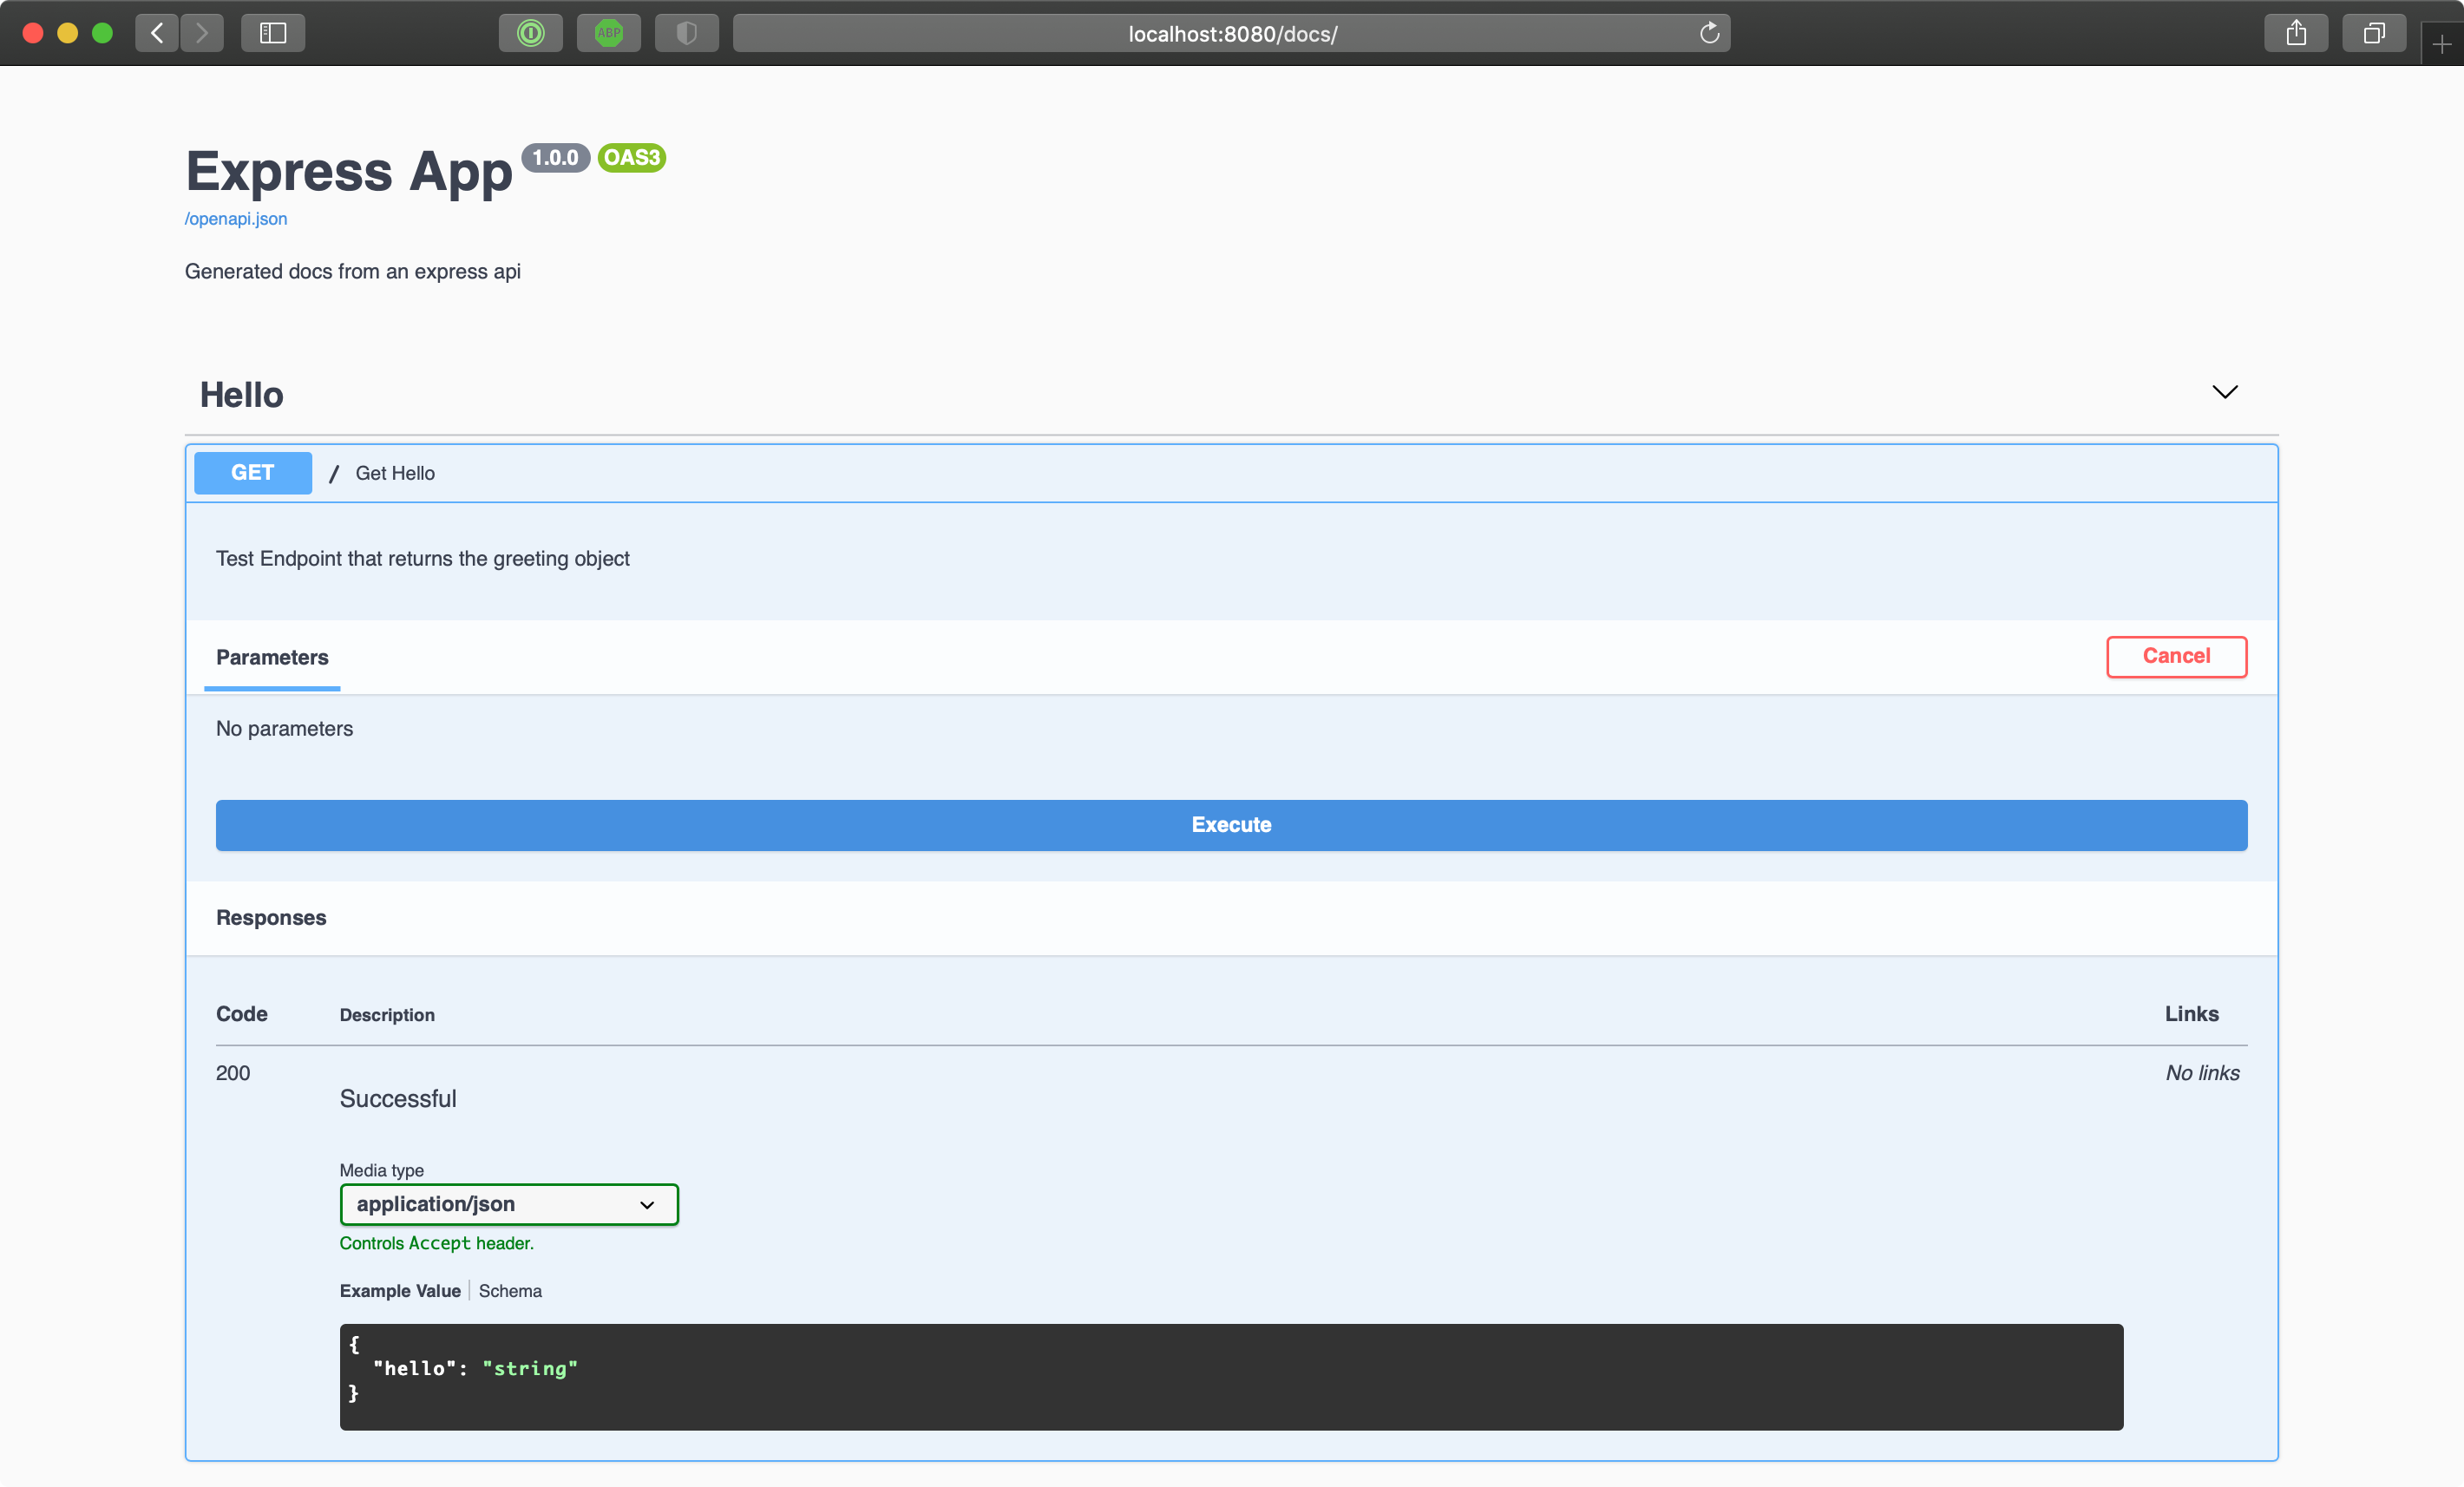 ABP
localhost:8080/docs/
Express App 1.0.0 OAS3
/openapi.json
Generated docs from an express api
Hello
GET / Get Hello
Test Endpoint that returns the greeting object
Parameters Cancel
No parameters
Execute
Responses
Code Description Links
200 No links
Successful
Media type
application/json
Controls Accept header.
Example Value Schema
{
"hello": "string"
}